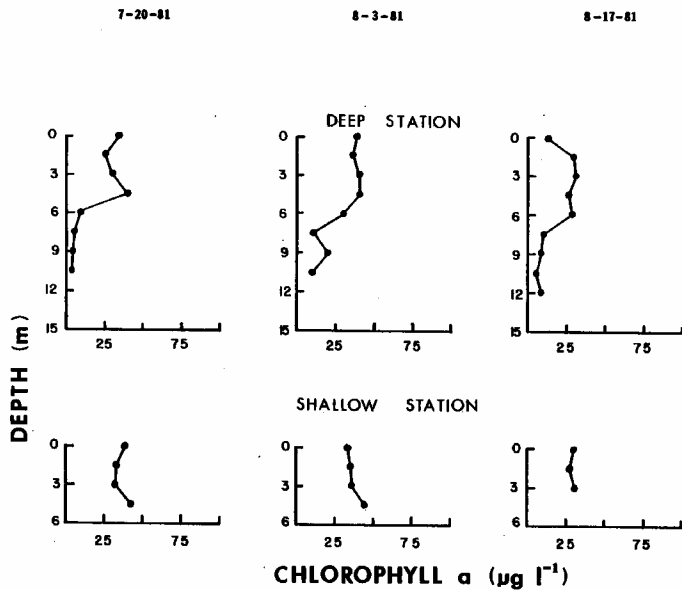 7-20-81 8-3-81 8-17-81
DEEP STATION
0 0 0
3 3 3
6 6 6
9 9 9
12 12 12
15 15 15
25 75 25 75 25 75
SHALLOW STATION
0 0 0
3 3 3
6 6 6
25 75 25 75 25 75
DEPTH (m)
CHLOROPHYLL a (µg l⁻¹)